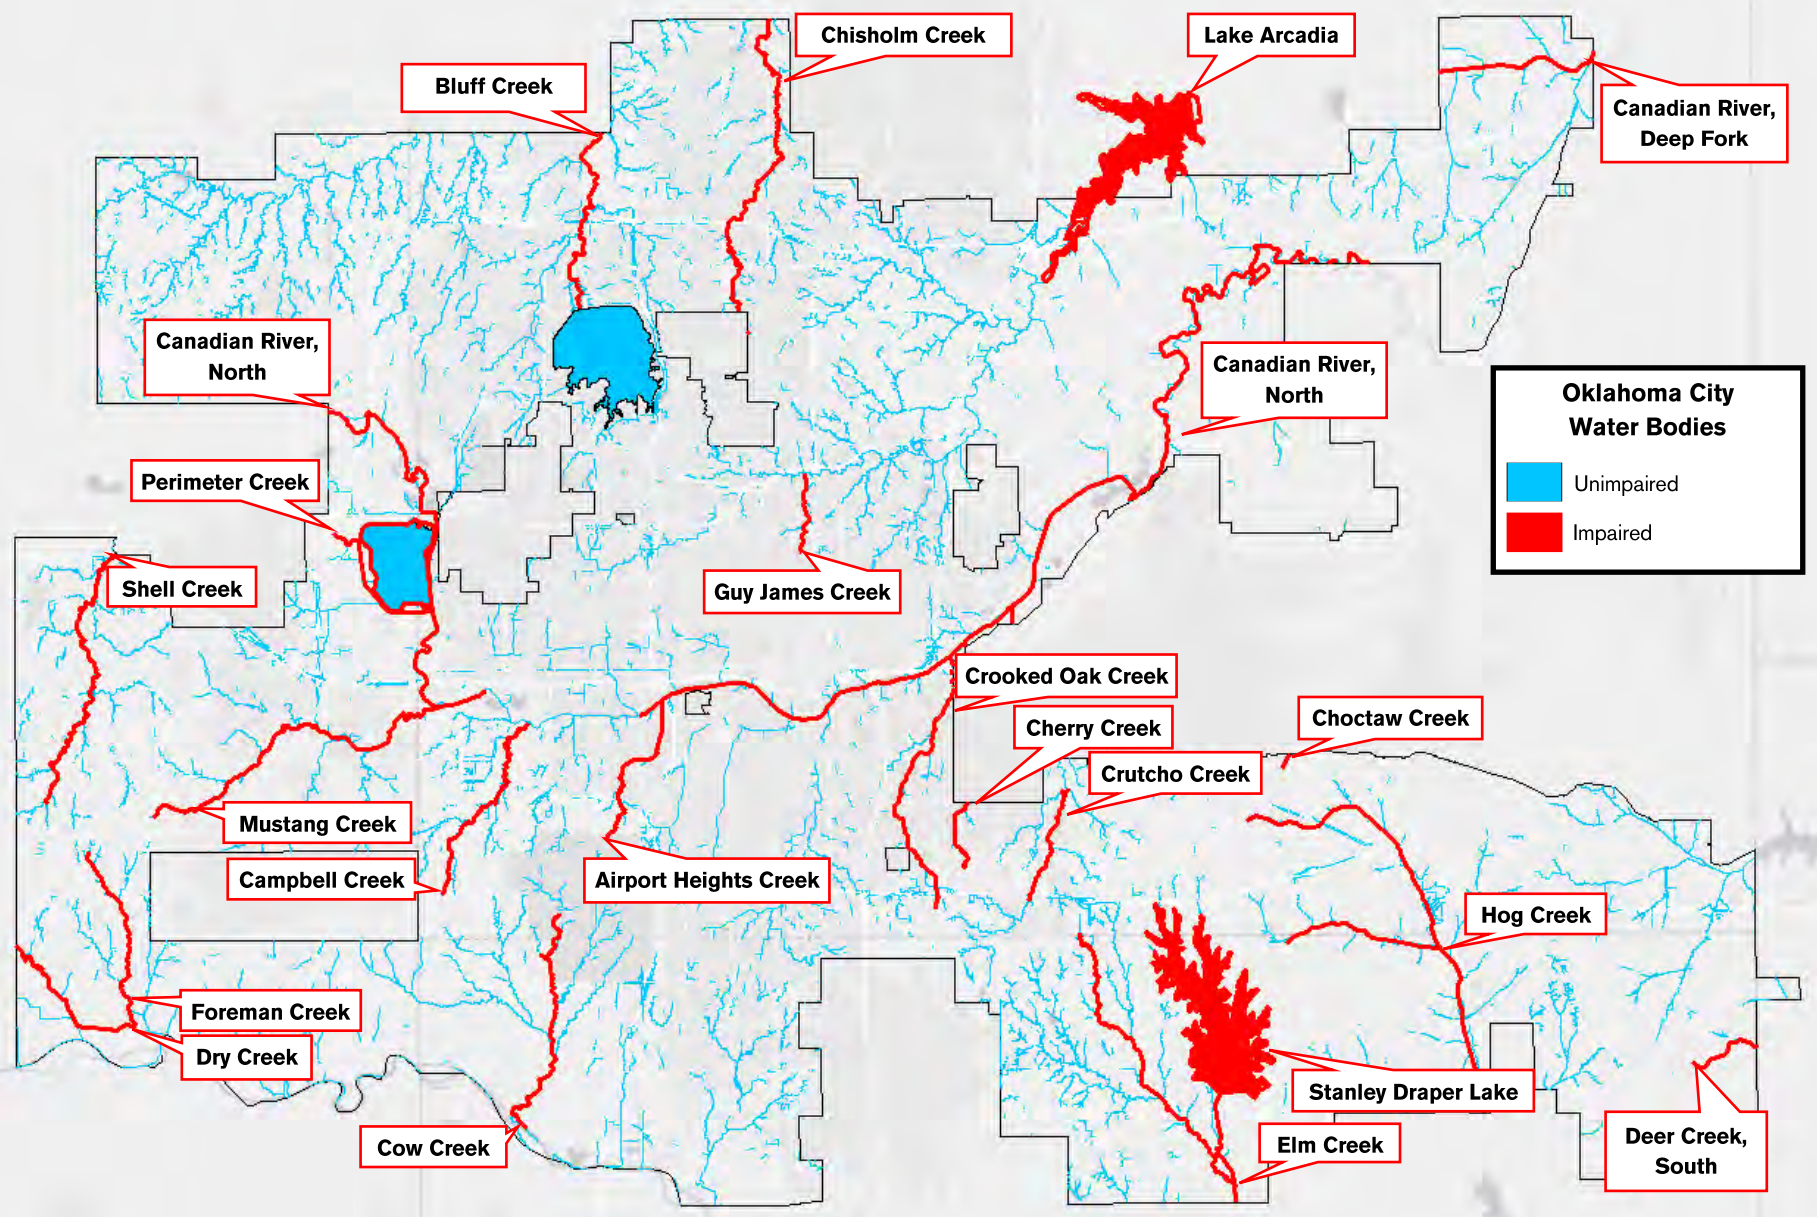 Chisholm Creek
Lake Arcadia
Bluff Creek
Canadian River,
Deep Fork
Canadian River,
North
Canadian River,
North
Oklahoma City
Water Bodies
Unimpaired
Impaired
Perimeter Creek
Shell Creek
Guy James Creek
Crooked Oak Creek
Cherry Creek
Choctaw Creek
Crutcho Creek
Mustang Creek
Campbell Creek
Airport Heights Creek
Hog Creek
Foreman Creek
Dry Creek
Stanley Draper Lake
Cow Creek
Elm Creek
Deer Creek,
South